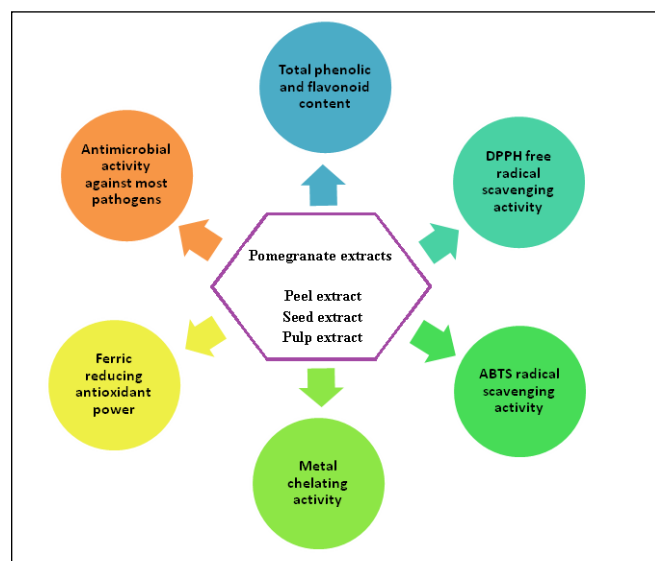 Total phenolic
and flavonoid
content
Antimicrobial
activity
against most
pathogens
DPPH free
radical
scavenging
activity
Pomegranate extracts
Peel extract
Seed extract
Pulp extract
Ferric
reducing
antioxidant
power
ABTS radical
scavenging
activity
Metal
chelating
activity